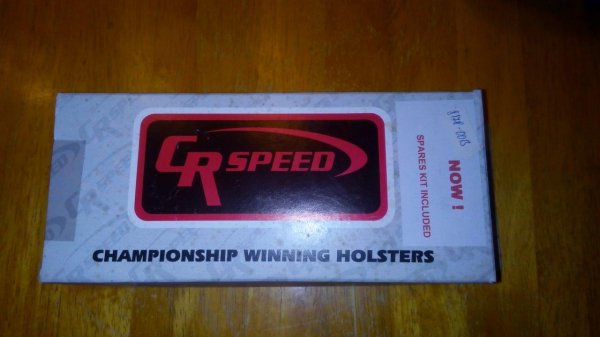 CR SPEED
CHAMPIONSHIP WINNING HOLSTERS
NOW !
SPARES KIT INCLUDED